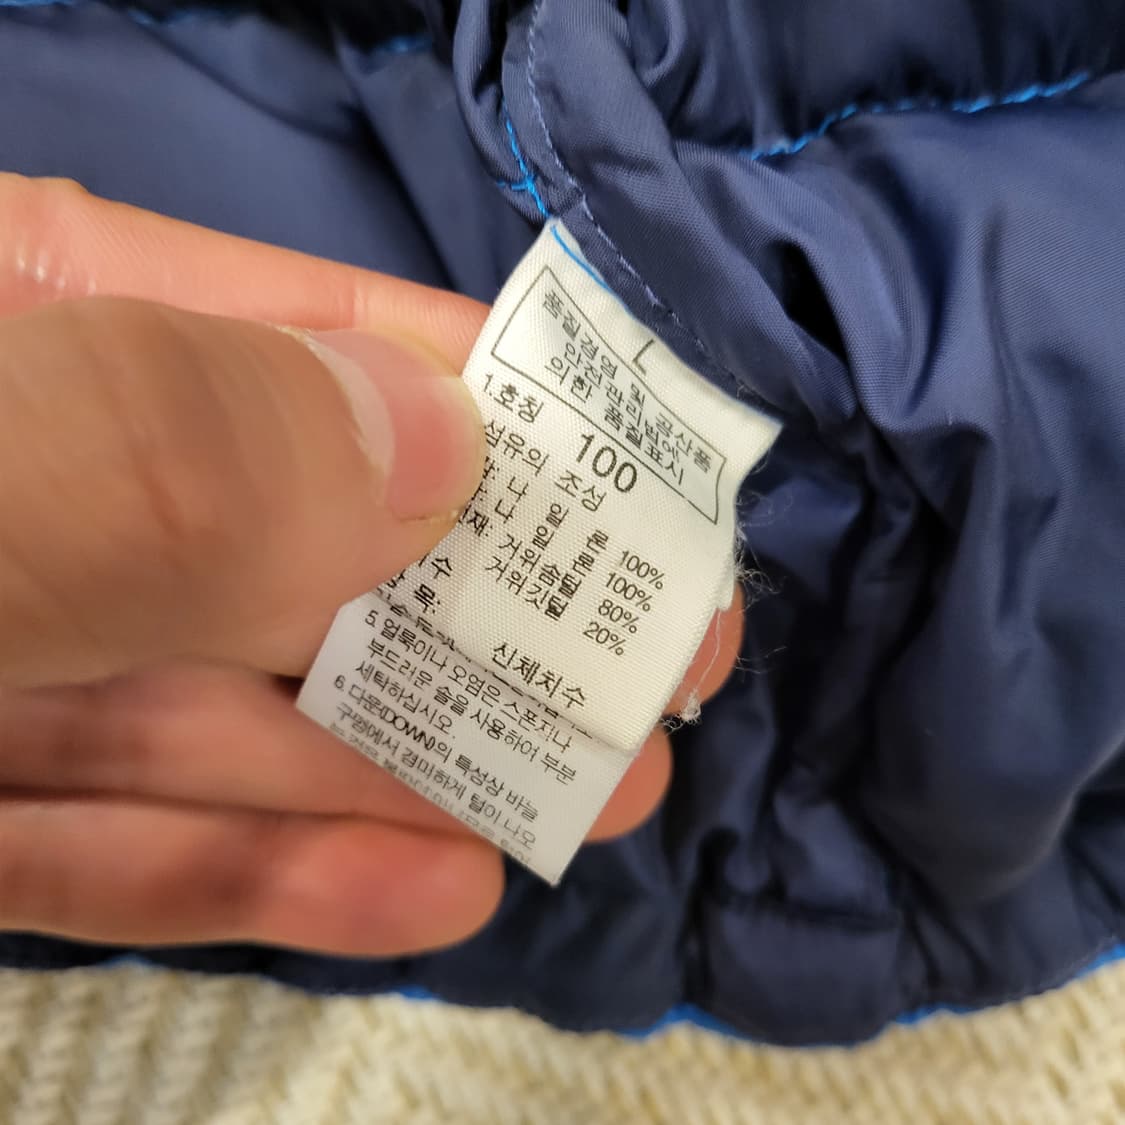 L
품질경영 및 공산품
안전관리법에
의한 품질표시
1.호칭 100
섬유의 조성
나 일 론 100%
나 일 론 100%
거위솜털 80%
거위깃털 20%
수
목:
신체치수
5. 얼룩이나 오염은 스폰지나
부드러운 솔을 사용하여 부분
세탁하십시오.
6. 다운(DOWN)의 특성상 바늘
구멍에서 경미하게 털이 나오